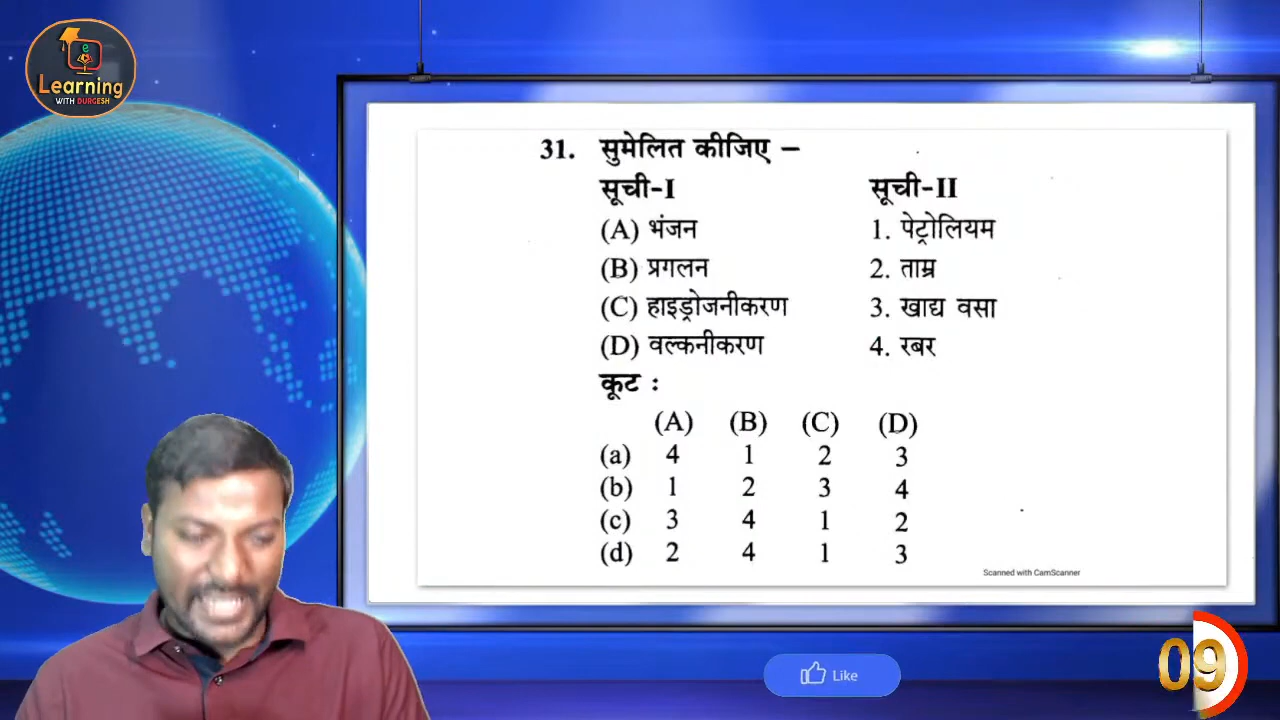 e
Learning
WITH DURGESH
31. सुमेलित कीजिए –
सूची-I सूची-II
(A) भंजन 1. पेट्रोलियम
(B) प्रगलन 2. ताम्र
(C) हाइड्रोजनीकरण 3. खाद्य वसा
(D) वल्कनीकरण 4. रबर
कूट :
(A) (B) (C) (D)
(a) 4 1 2 3
(b) 1 2 3 4
(c) 3 4 1 2
(d) 2 4 1 3
Scanned with CamScanner
Like
09